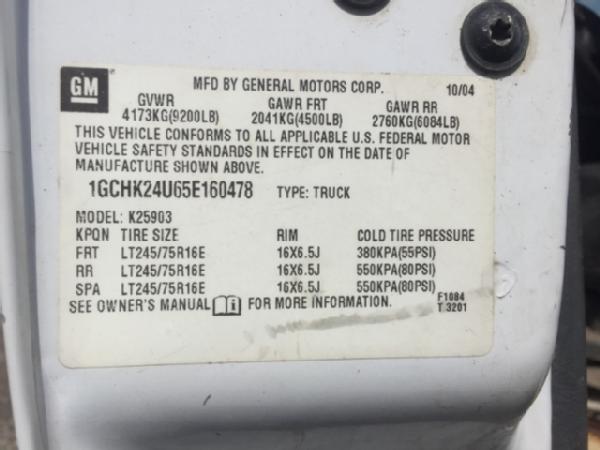 GM MFD BY GENERAL MOTORS CORP. 10/04
GVWR GAWR FRT GAWR RR
4173KG(9200LB) 2041KG(4500LB) 2760KG(6084LB)
THIS VEHICLE CONFORMS TO ALL APPLICABLE U.S. FEDERAL MOTOR
VEHICLE SAFETY STANDARDS IN EFFECT ON THE DATE OF
MANUFACTURE SHOWN ABOVE.
1GCHK24U65E160478 TYPE: TRUCK
MODEL: K25903
KPQN TIRE SIZE RIM COLD TIRE PRESSURE
FRT LT245/75R16E 16X6.5J 380KPA(55PSI)
RR LT245/75R16E 16X6.5J 550KPA(80PSI)
SPA LT245/75R16E 16X6.5J 550KPA(80PSI)
SEE OWNER'S MANUAL i FOR MORE INFORMATION. F1084
T 3201